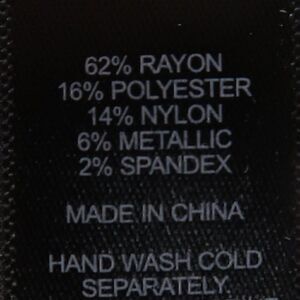 62% RAYON
16% POLYESTER
14% NYLON
6% METALLIC
2% SPANDEX
MADE IN CHINA
HAND WASH COLD
SEPARATELY.